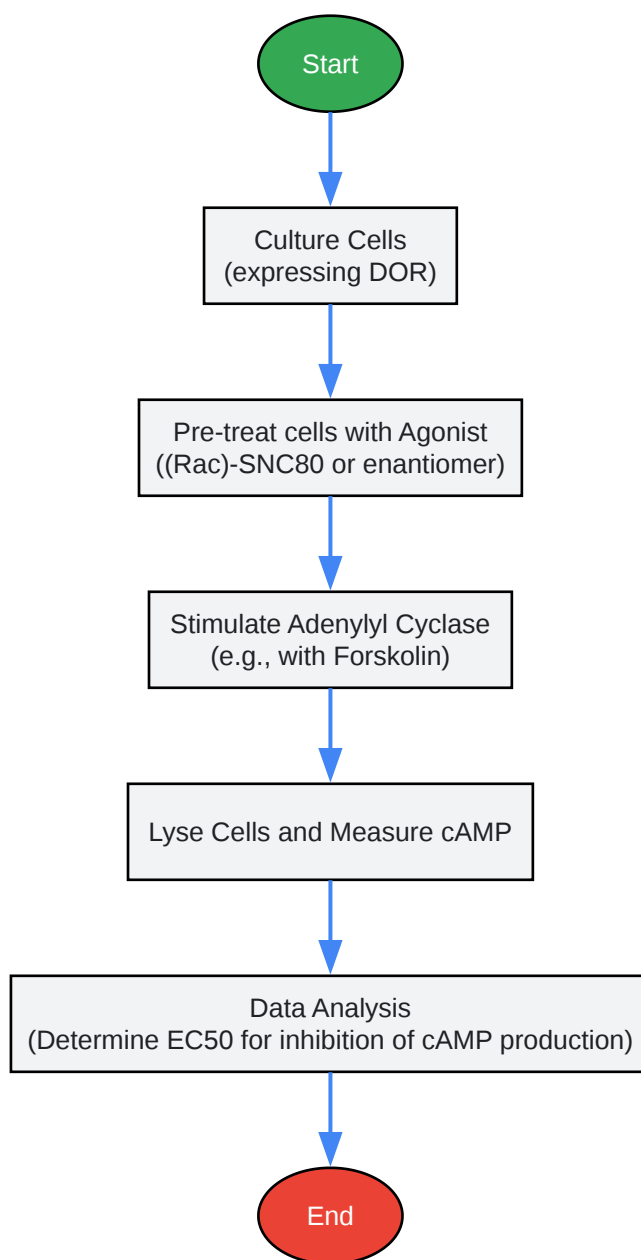 Start
Culture Cells
(expressing DOR)
Pre-treat cells with Agonist
((Rac)-SNC80 or enantiomer)
Stimulate Adenylyl Cyclase
(e.g., with Forskolin)
Lyse Cells and Measure cAMP
Data Analysis
(Determine EC50 for inhibition of cAMP production)
End